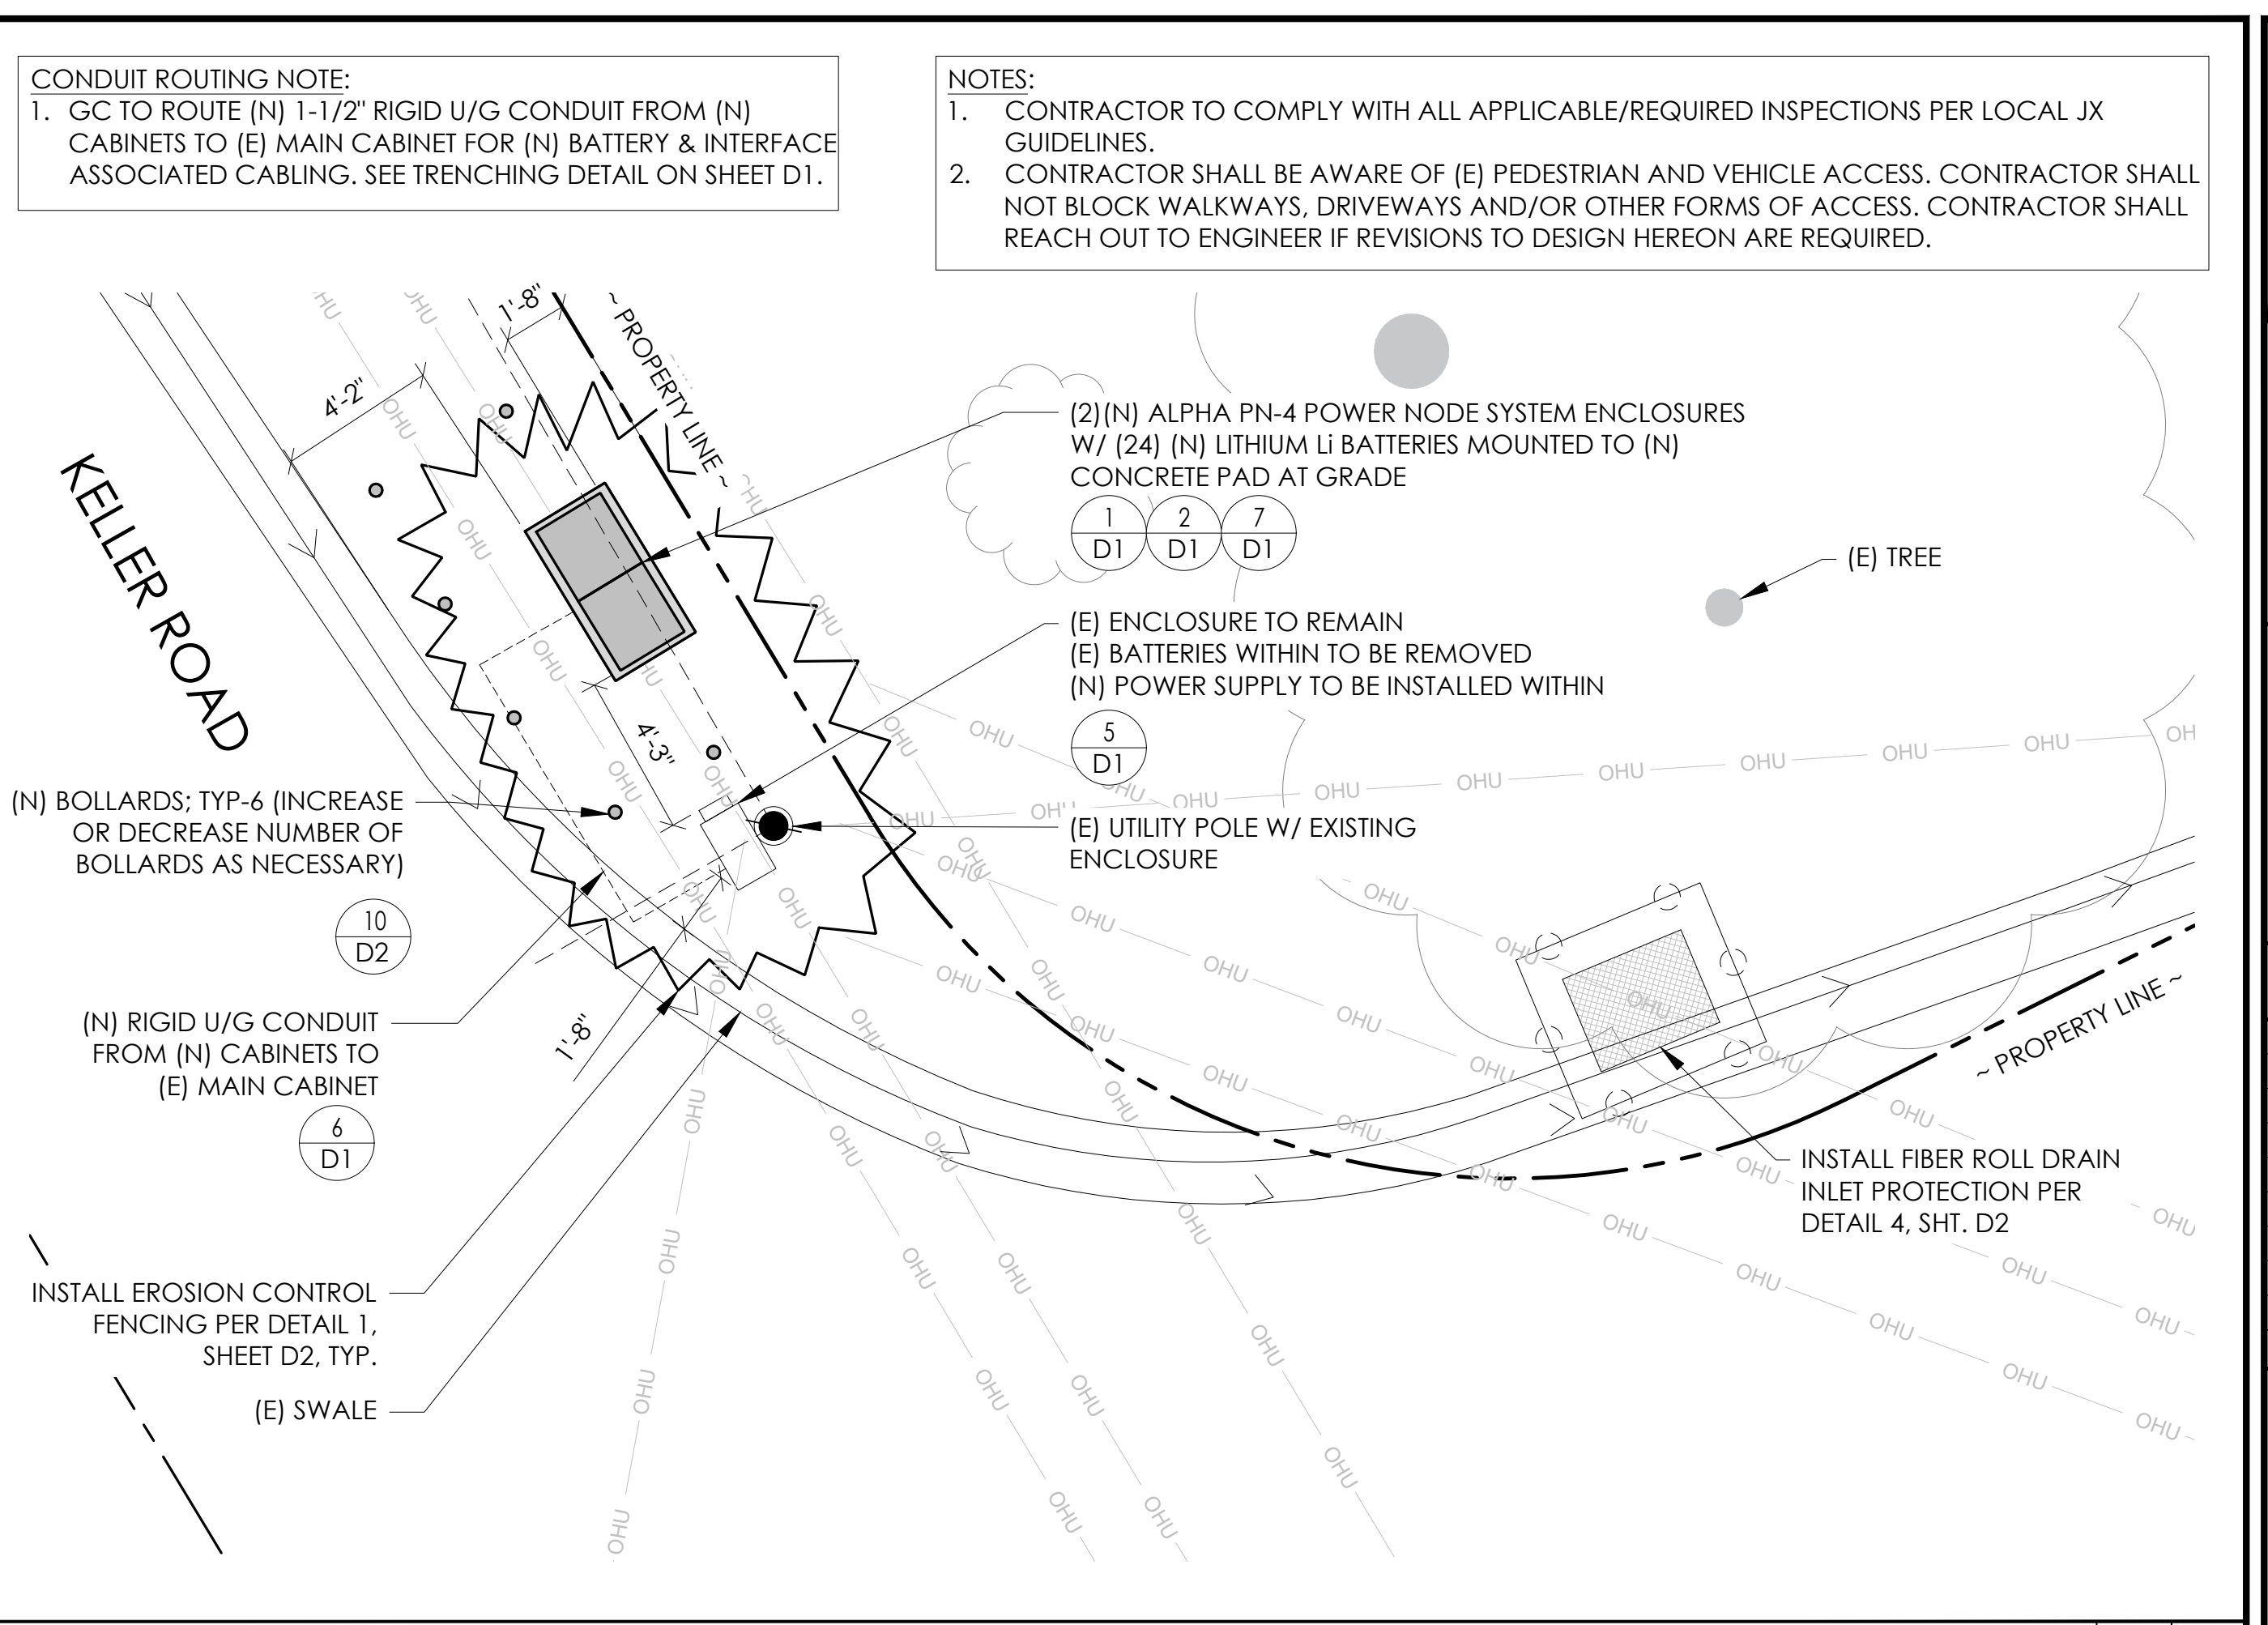 CONDUIT ROUTING NOTE:
1. GC TO ROUTE (N) 1-1/2" RIGID U/G CONDUIT FROM (N)
CABINETS TO (E) MAIN CABINET FOR (N) BATTERY & INTERFACE
ASSOCIATED CABLING. SEE TRENCHING DETAIL ON SHEET D1.
NOTES:
1. CONTRACTOR TO COMPLY WITH ALL APPLICABLE/REQUIRED INSPECTIONS PER LOCAL JX
GUIDELINES.
2. CONTRACTOR SHALL BE AWARE OF (E) PEDESTRIAN AND VEHICLE ACCESS. CONTRACTOR SHALL
NOT BLOCK WALKWAYS, DRIVEWAYS AND/OR OTHER FORMS OF ACCESS. CONTRACTOR SHALL
REACH OUT TO ENGINEER IF REVISIONS TO DESIGN HEREON ARE REQUIRED.
1'-8"
4'-2"
~ PROPERTY LINE ~
KELLER ROAD
(2)(N) ALPHA PN-4 POWER NODE SYSTEM ENCLOSURES
W/ (24) (N) LITHIUM Li BATTERIES MOUNTED TO (N)
CONCRETE PAD AT GRADE
1 2 7
D1 D1 D1
(E) TREE
(E) ENCLOSURE TO REMAIN
(E) BATTERIES WITHIN TO BE REMOVED
(N) POWER SUPPLY TO BE INSTALLED WITHIN
5
D1
4'-3"
(N) BOLLARDS; TYP-6 (INCREASE
OR DECREASE NUMBER OF
BOLLARDS AS NECESSARY)
10
D2
(E) UTILITY POLE W/ EXISTING
ENCLOSURE
OHU OHU OHU OHU OHU OHU OHU
(N) RIGID U/G CONDUIT
FROM (N) CABINETS TO
(E) MAIN CABINET
6
D1
1'-8"
~ PROPERTY LINE ~
INSTALL FIBER ROLL DRAIN
INLET PROTECTION PER
DETAIL 4, SHT. D2
INSTALL EROSION CONTROL
FENCING PER DETAIL 1,
SHEET D2, TYP.
(E) SWALE